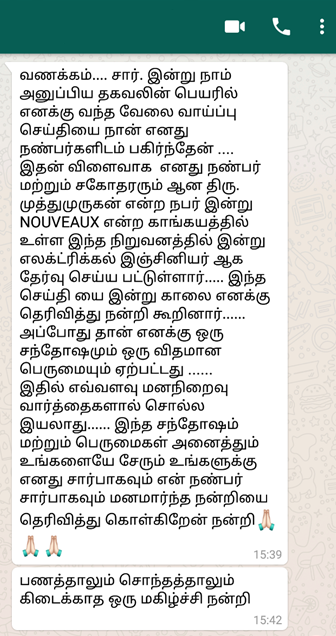 வணக்கம்.... சார். இன்று நாம்
அனுப்பிய தகவலின் பெயரில்
எனக்கு வந்த வேலை வாய்ப்பு
செய்தியை நான் எனது
நண்பர்களிடம் பகிர்ந்தேன் ....
இதன் விளைவாக எனது நண்பர்
மற்றும் சகோதரரும் ஆன திரு.
முத்துமுருகன் என்ற நபர் இன்று
NOUVEAUX என்ற காங்கயத்தில்
உள்ள இந்த நிறுவனத்தில் இன்று
எலக்ட்ரிக்கல் இஞ்சினியர் ஆக
தேர்வு செய்ய பட்டுள்ளார்..... இந்த
செய்தி யை இன்று காலை எனக்கு
தெரிவித்து நன்றி கூறினார்......
அப்போது தான் எனக்கு ஒரு
சந்தோஷமும் ஒரு விதமான
பெருமையும் ஏற்பட்டது ......
இதில் எவ்வளவு மனநிறைவு
வார்த்தைகளால் சொல்ல
இயலாது...... இந்த சந்தோஷம்
மற்றும் பெருமைகள் அனைத்தும்
உங்களையே சேரும் உங்களுக்கு
எனது சார்பாகவும் என் நண்பர்
சார்பாகவும் மனமார்ந்த நன்றியை
தெரிவித்து கொள்கிறேன் நன்றி🙏🏻
🙏🏻🙏🏻
15:39
பணத்தாலும் சொந்தத்தாலும்
கிடைக்காத ஒரு மகிழ்ச்சி நன்றி
15:42